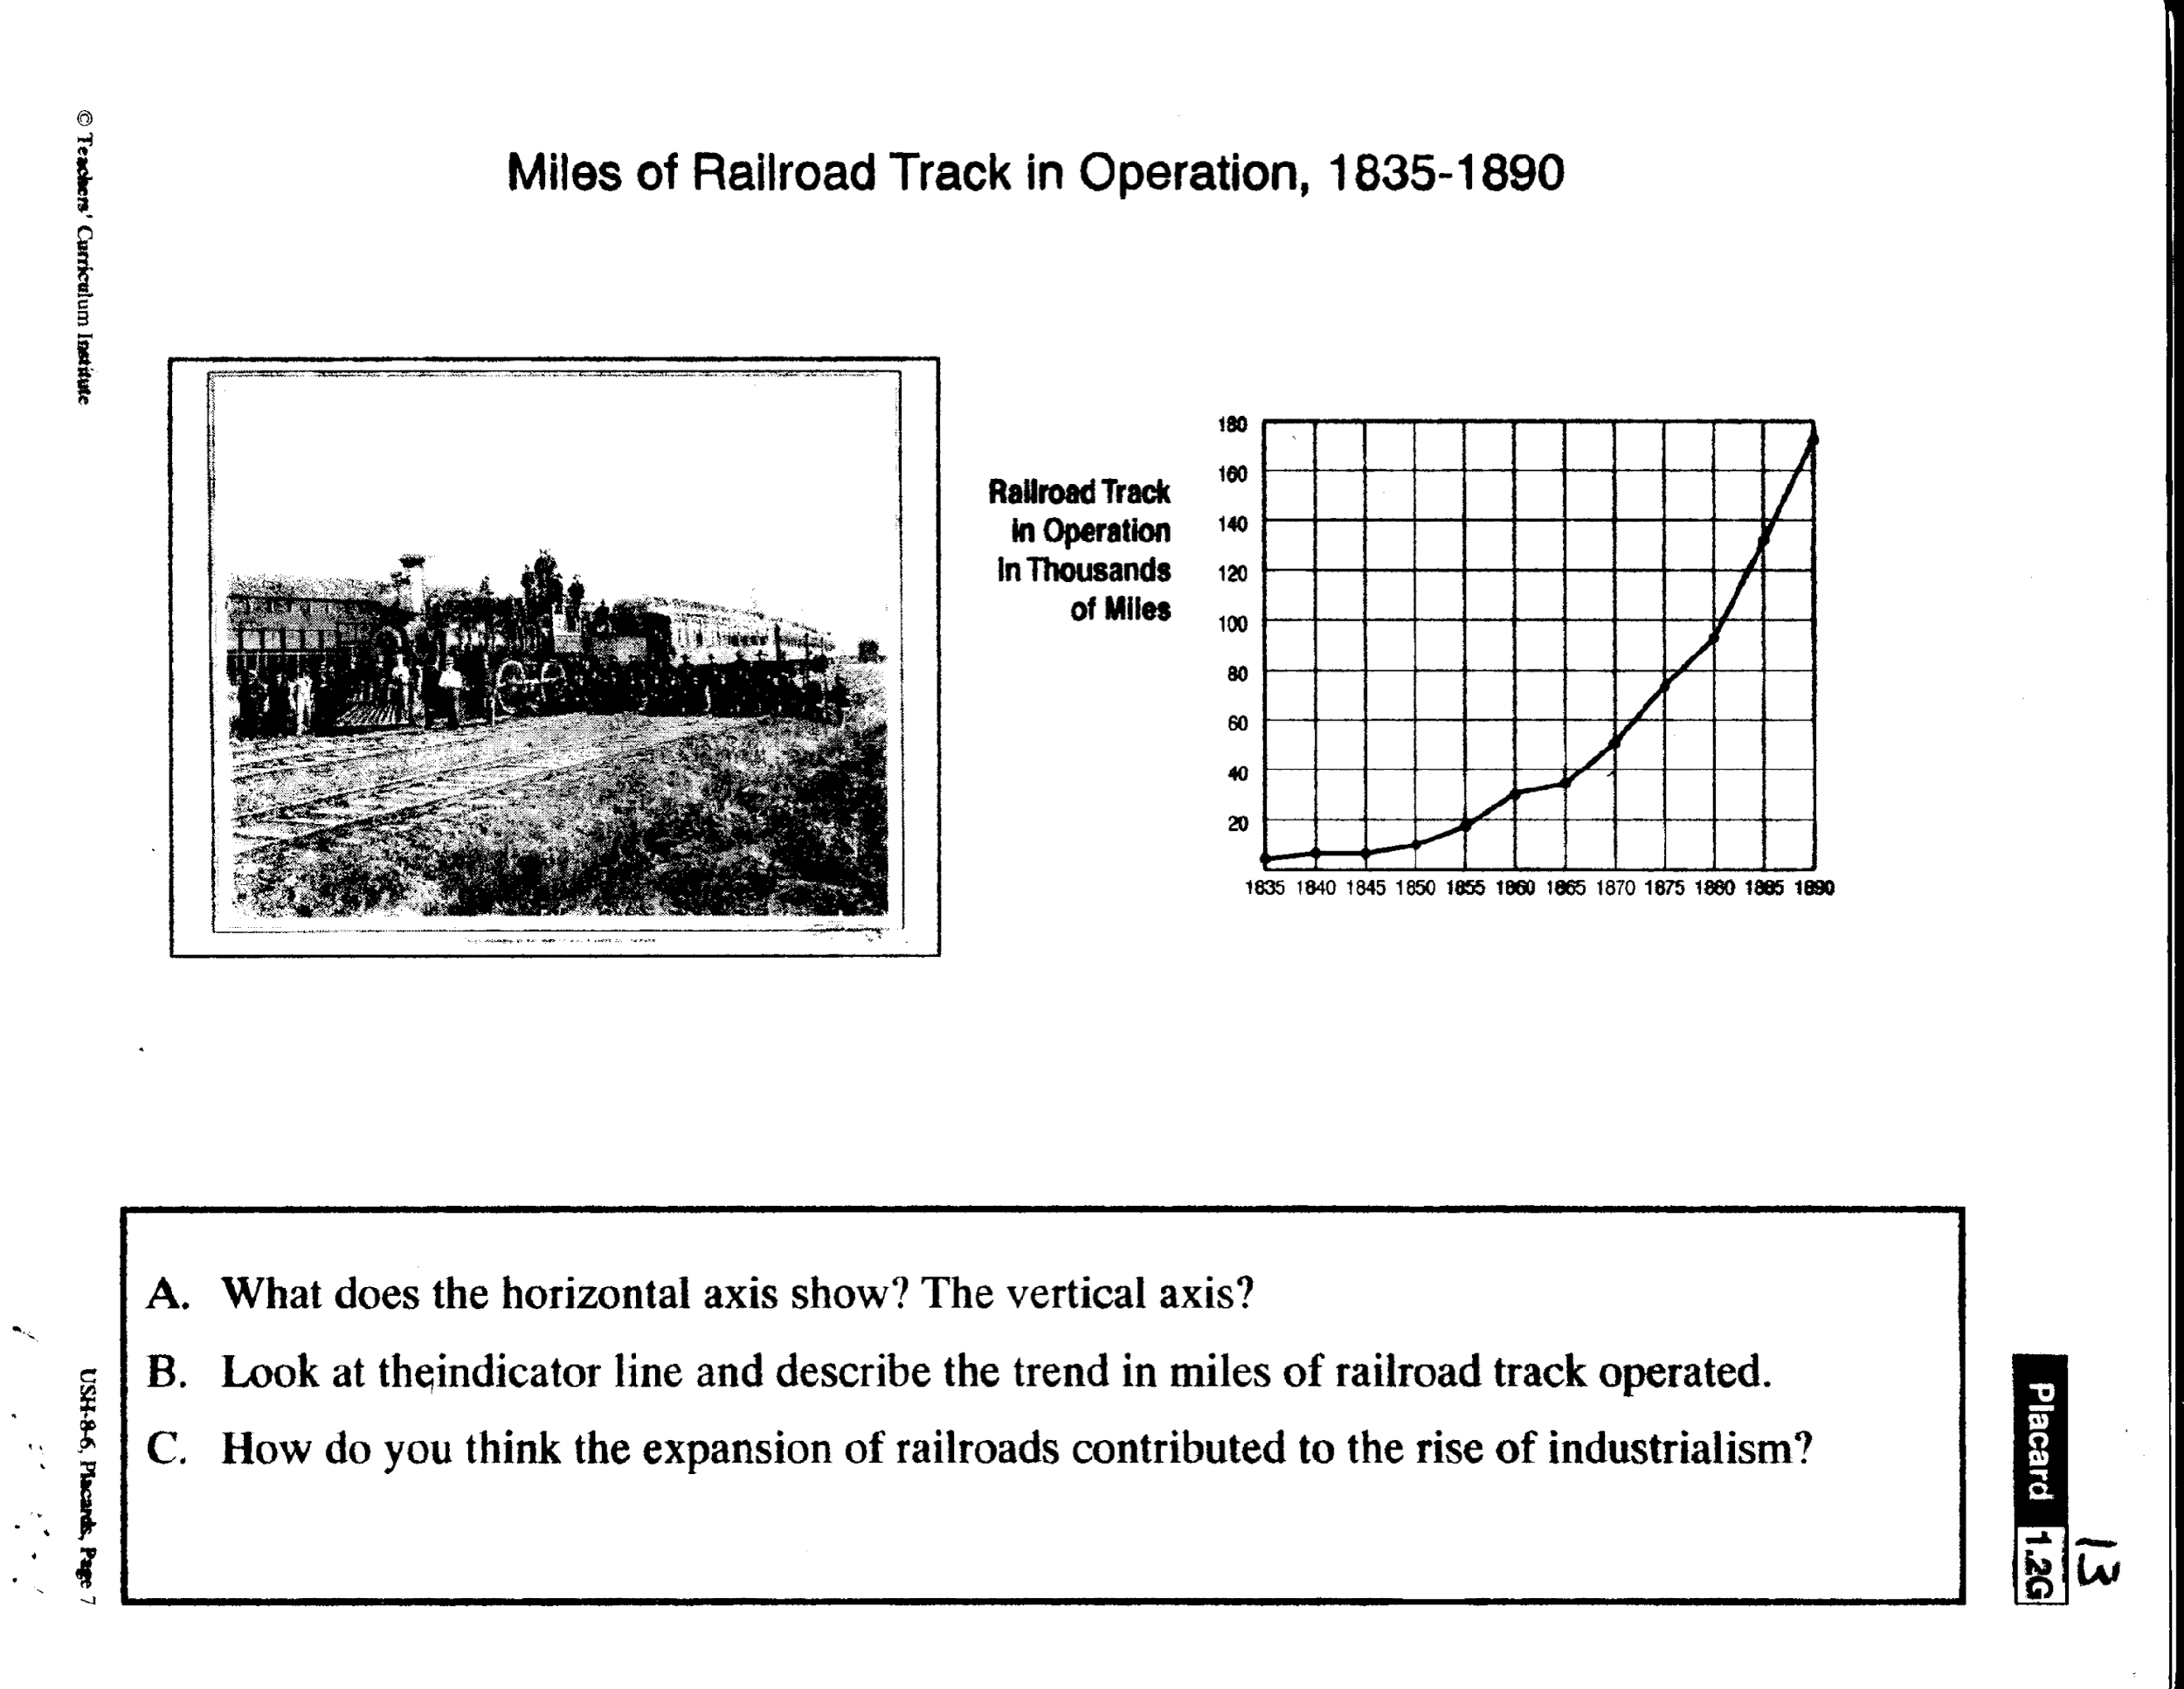 © Teachers' Curriculum Institute
Miles of Railroad Track in Operation, 1835-1890
Railroad Track
in Operation
in Thousands
of Miles
180
160
140
120
100
80
60
40
20
1835 1840 1845 1850 1855 1860 1865 1870 1875 1880 1885 1890
A. What does the horizontal axis show? The vertical axis?
B. Look at theindicator line and describe the trend in miles of railroad track operated.
C. How do you think the expansion of railroads contributed to the rise of industrialism?
USH-8-6, Placards, Page 7
Placard 1.2G
13